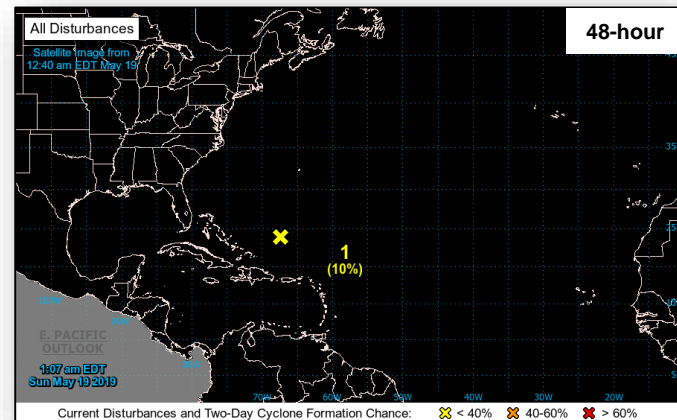 All Disturbances
48-hour
Satellite Image from
12:40 am EDT May 19
35
25
1
(10%)
E. PACIFIC
OUTLOOK
1:07 am EDT
Sun May 19 2019
70W 60W 50W 40W 30W 20W
Current Disturbances and Two-Day Cyclone Formation Chance: < 40% 40-60% > 60%